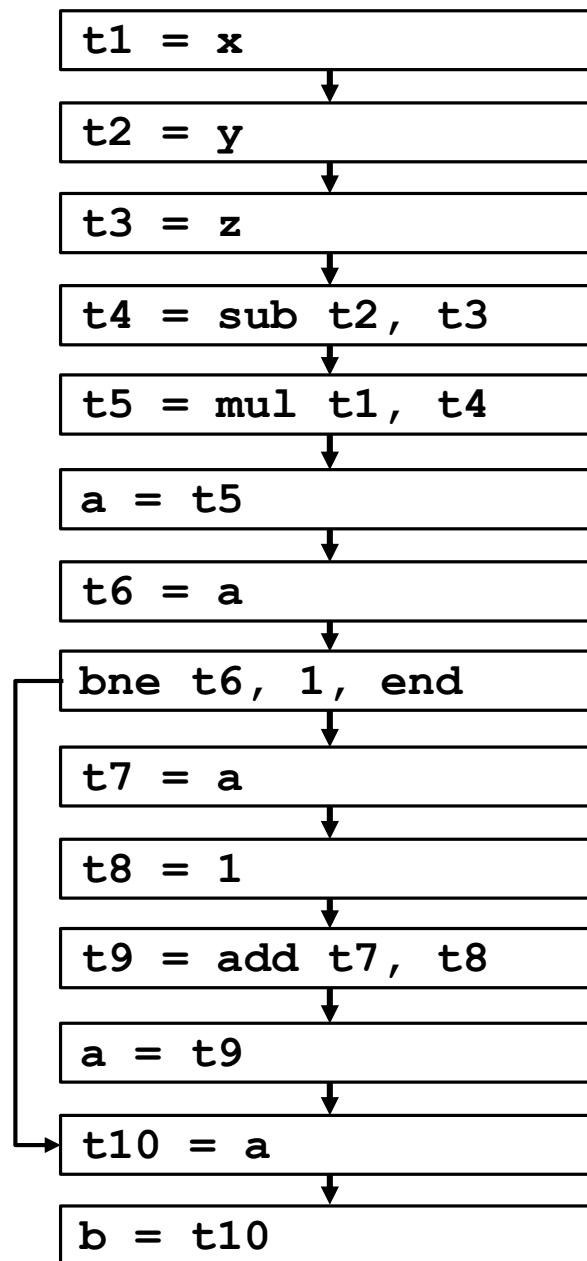 t1 = x
t2 = y
t3 = z
t4 = sub t2, t3
t5 = mul t1, t4
a = t5
t6 = a
bne t6, 1, end
t7 = a
t8 = 1
t9 = add t7, t8
a = t9
t10 = a
b = t10